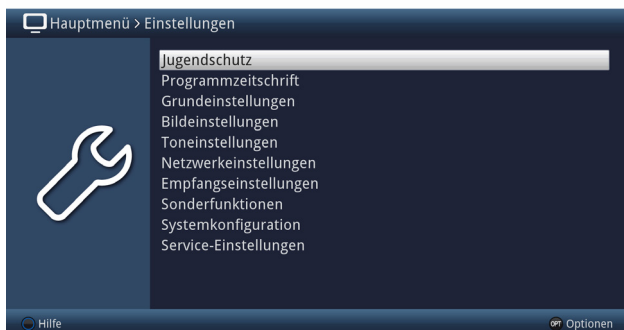 Hauptmenü > Einstellungen
Jugendschutz
Programmzeitschrift
Grundeinstellungen
Bildeinstellungen
Toneinstellungen
Netzwerkeinstellungen
Empfangseinstellungen
Sonderfunktionen
Systemkonfiguration
Service-Einstellungen
Hilfe
OPT Optionen